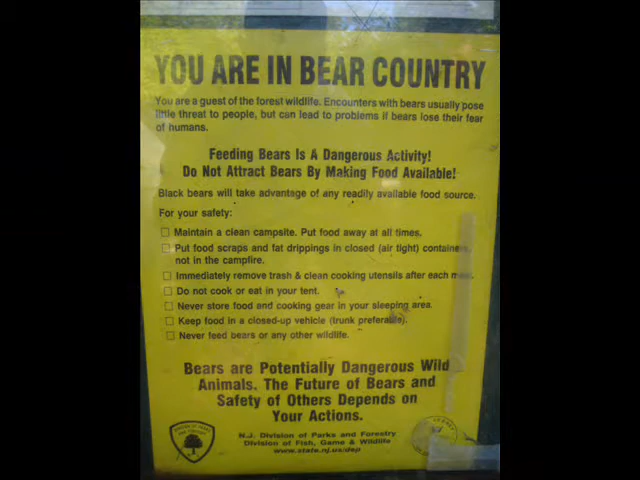 YOU ARE IN BEAR COUNTRY
You are a guest of the forest wildlife. Encounters with bears usually pose
little threat to people, but can lead to problems if bears lose their fear
of humans.
Feeding Bears Is A Dangerous Activity!
Do Not Attract Bears By Making Food Available!
Black bears will take advantage of any readily available food source.
For your safety:
Maintain a clean campsite. Put food away at all times.
Put food scraps and fat drippings in closed (air tight)
not in the campfire.
Immediately remove trash & clean cooking utensils after each
Do not cook or eat in your tent.
Never store food and cooking gear in your sleeping area.
Keep food in a closed-up vehicle (trunk preferable).
Never feed bears or any other wildlife.
Bears are Potentially Dangerous Wild
Animals. The Future of Bears and
Safety of Others Depends on
Your Actions.
N.J. Division of Parks and Forestry
Division of Fish, Game & Wildlife
www.state.nj.us/dep